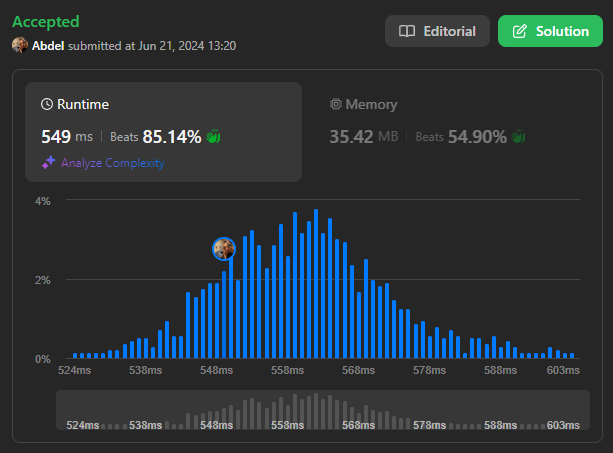 Accepted
Editorial
Solution
Abdel submitted at Jun 21, 2024 13:20
Runtime
Memory
549 ms | Beats 85.14%
35.42 MB | Beats 54.90%
Analyze Complexity
4%
2%
0%
524ms 538ms 548ms 558ms 568ms 578ms 588ms 603ms
524ms 538ms 548ms 558ms 568ms 578ms 588ms 603ms